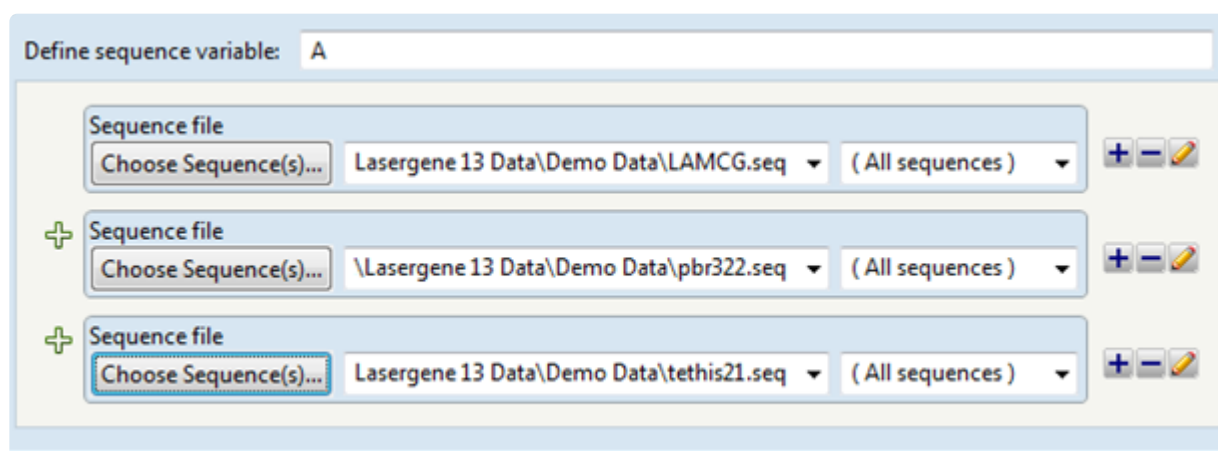 Define sequence variable: A
Sequence file
Choose Sequence(s)... Lasergene 13 Data\Demo Data\LAMCG.seq ( All sequences )
Sequence file
Choose Sequence(s)... \Lasergene 13 Data\Demo Data\pbr322.seq ( All sequences )
Sequence file
Choose Sequence(s)... Lasergene 13 Data\Demo Data\tethis21.seq ( All sequences )